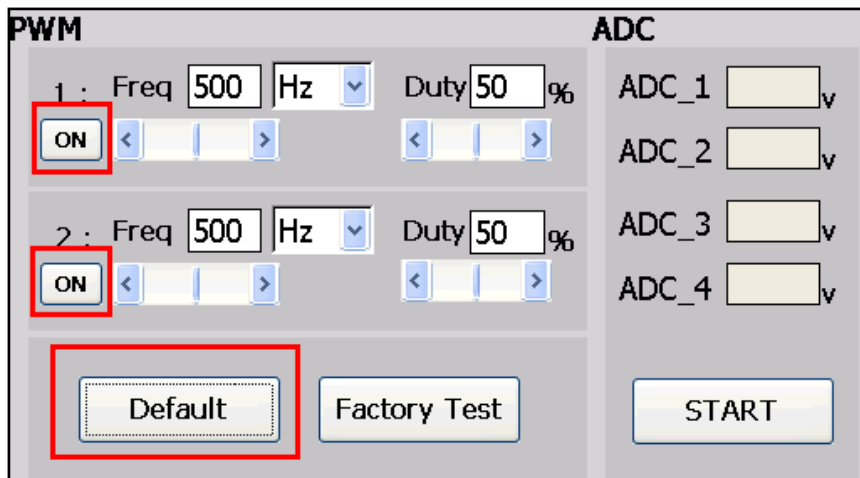 PWM
ADC
1 : Freq 500 Hz Duty 50 %
ON
2 : Freq 500 Hz Duty 50 %
ON
Default Factory Test
ADC_1 v
ADC_2 v
ADC_3 v
ADC_4 v
START